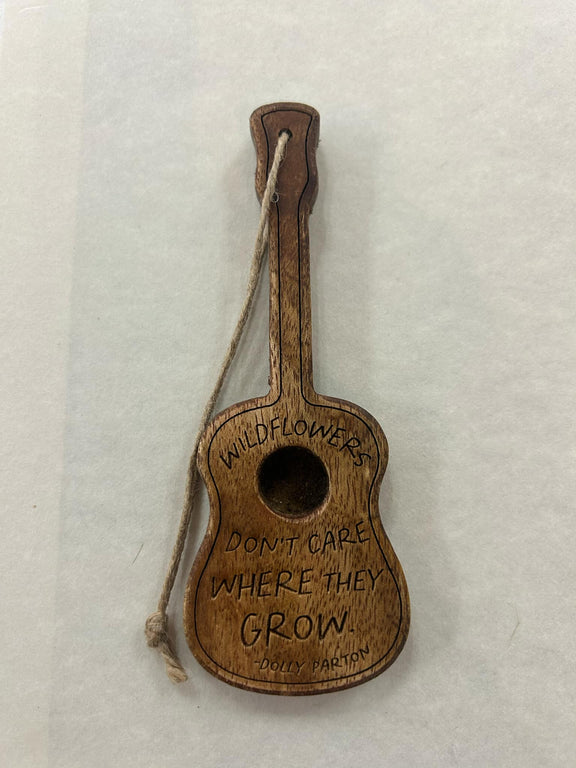 WILDFLOWERS
DON'T CARE
WHERE THEY
GROW.
-DOLLY PARTON